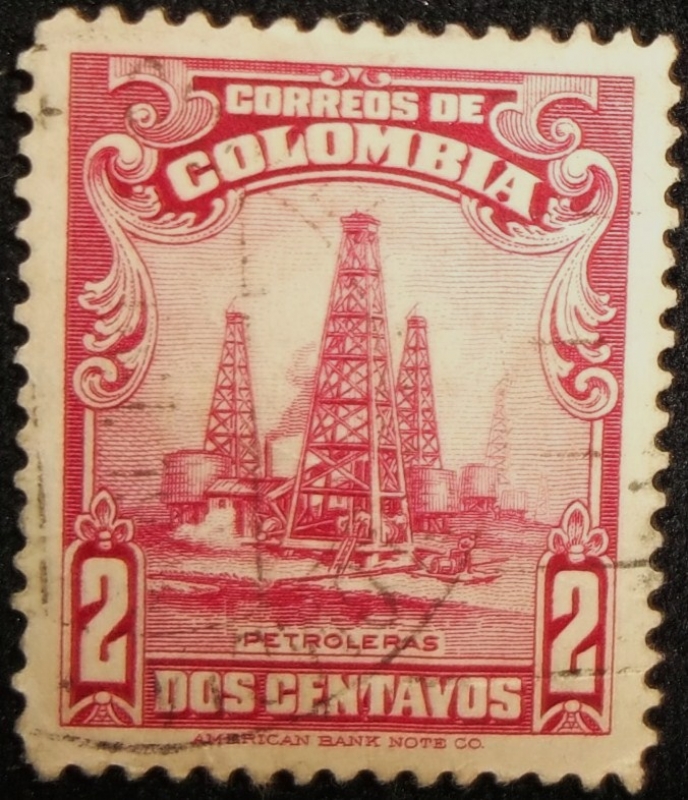 CORREOS DE
COLOMBIA
PETROLERAS
2 DOS CENTAVOS 2
AMERICAN BANK NOTE CO.